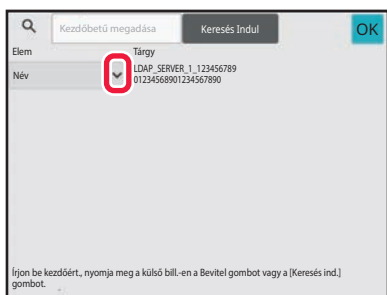 Kezdőbetű megadása
Keresés Indul
OK
Elem
Tárgy
Név
LDAP_SERVER_1_123456789
01234568901234567890
Írjon be kezdőért., nyomja meg a külső bill.-en a Bevitel gombot vagy a [Keresés ind.]
gombot.